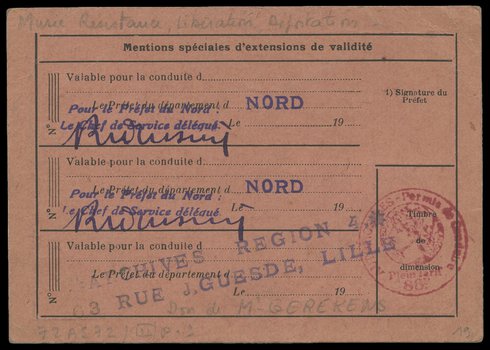 Musée Résistance, Libération Déportation
Mentions spéciales d'extensions de validité
Valable pour la conduite d
Le Préfet du département d NORD
Pour le Préfet du Nord :
Le Chef de Service délégué. Le 19
N°
1) Signature du
Préfet
Valable pour la conduite d
Le Préfet du département d NORD
Pour le Préfet du Nord :
Le Chef de Service délégué. Le 19
N°
Timbre
de
dimension
Valable pour la conduite d
Le Préfet du département d
Le 19
N°
ARCHIVES REGION 4
63 RUE J.GUESDE, LILLE
Don de M. GEREKENS